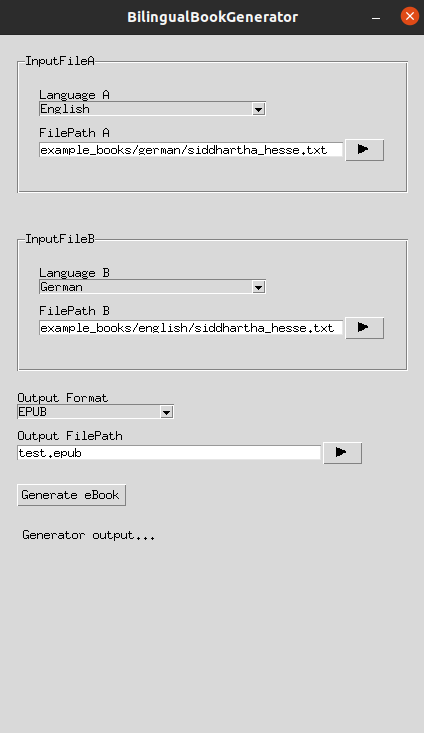 BilingualBookGenerator
InputFileA
Language A
English
FilePath A
example_books/german/siddhartha_hesse.txt
InputFileB
Language B
German
FilePath B
example_books/english/siddhartha_hesse.txt
Output Format
EPUB
Output FilePath
test.epub
Generate eBook
Generator output...